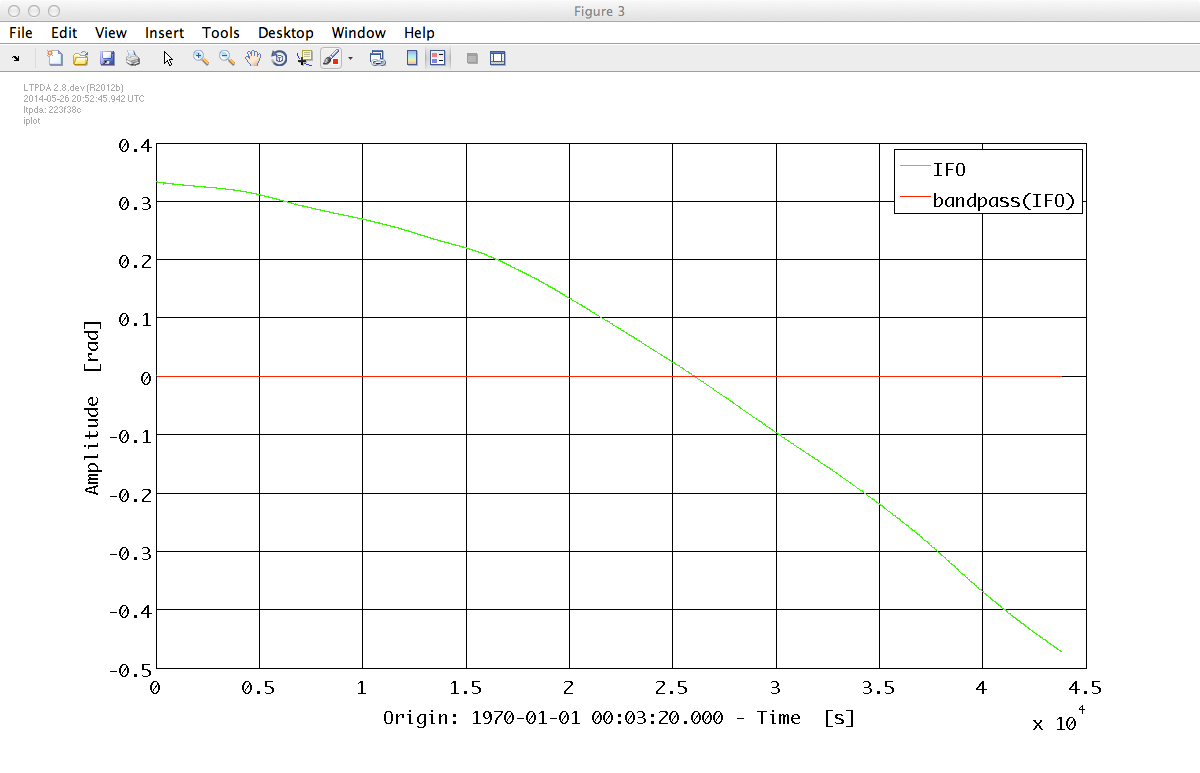 Figure 3
File Edit View Insert Tools Desktop Window Help
LTPDA 2.8.dev (R2012b)
2014-05-26 20:52:45.942 UTC
ltpda: 223f38c
iplot
IFO
bandpass(IFO)
0.4
0.3
0.2
0.1
0
-0.1
-0.2
-0.3
-0.4
-0.5
Amplitude [rad]
0 0.5 1 1.5 2 2.5 3 3.5 4 4.5
Origin: 1970-01-01 00:03:20.000 - Time [s]
x 10^4